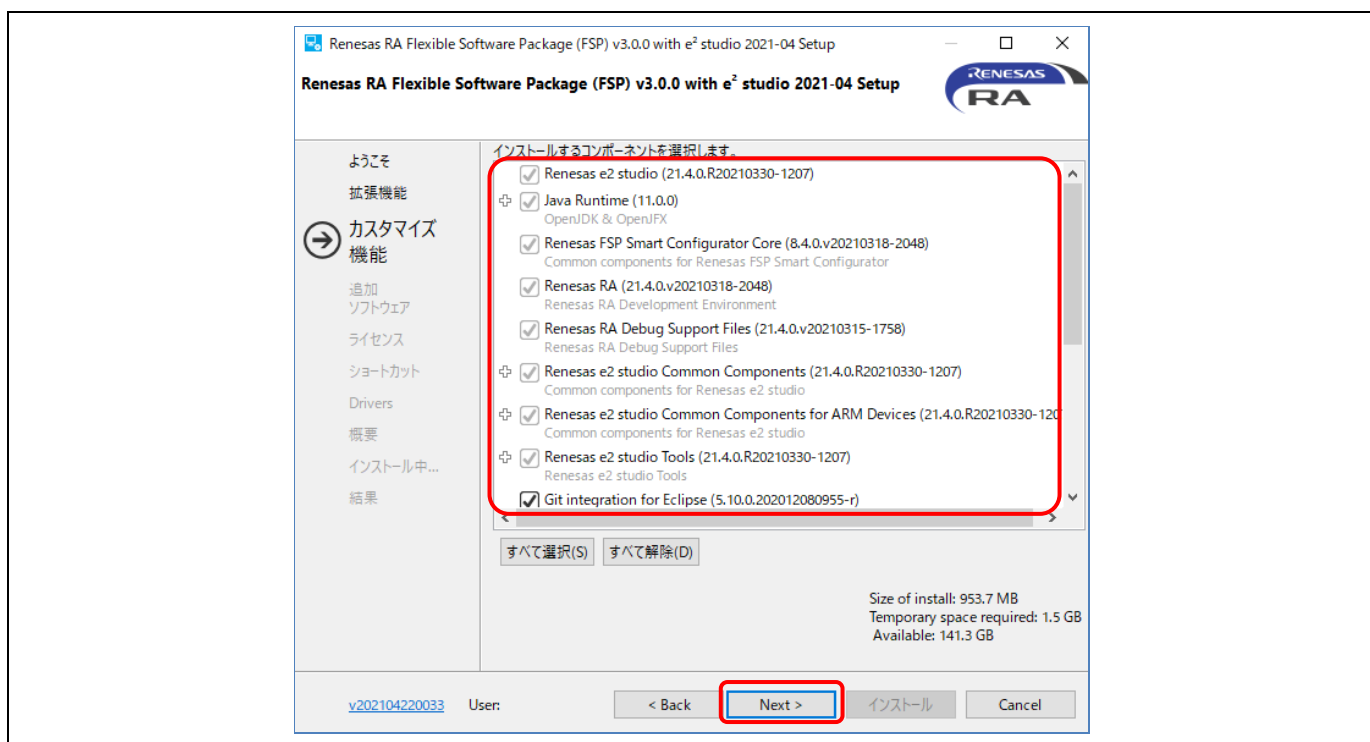 Renesas RA Flexible Software Package (FSP) v3.0.0 with e² studio 2021-04 Setup
Renesas RA Flexible Software Package (FSP) v3.0.0 with e² studio 2021-04 Setup
RENESAS
RA
ようこそ
拡張機能
カスタマイズ
機能
追加
ソフトウェア
ライセンス
ショートカット
Drivers
概要
インストール中...
結果
インストールするコンポーネントを選択します。
Renesas e2 studio (21.4.0.R20210330-1207)
Java Runtime (11.0.0)
OpenJDK & OpenJFX
Renesas FSP Smart Configurator Core (8.4.0.v20210318-2048)
Common components for Renesas FSP Smart Configurator
Renesas RA (21.4.0.v20210318-2048)
Renesas RA Development Environment
Renesas RA Debug Support Files (21.4.0.v20210315-1758)
Renesas RA Debug Support Files
Renesas e2 studio Common Components (21.4.0.R20210330-1207)
Common components for Renesas e2 studio
Renesas e2 studio Common Components for ARM Devices (21.4.0.R20210330-120
Common components for Renesas e2 studio
Renesas e2 studio Tools (21.4.0.R20210330-1207)
Renesas e2 studio Tools
Git integration for Eclipse (5.10.0.202012080955-r)
すべて選択(S) すべて解除(D)
Size of install: 953.7 MB
Temporary space required: 1.5 GB
Available: 141.3 GB
v202104220033 User: < Back Next > インストール Cancel